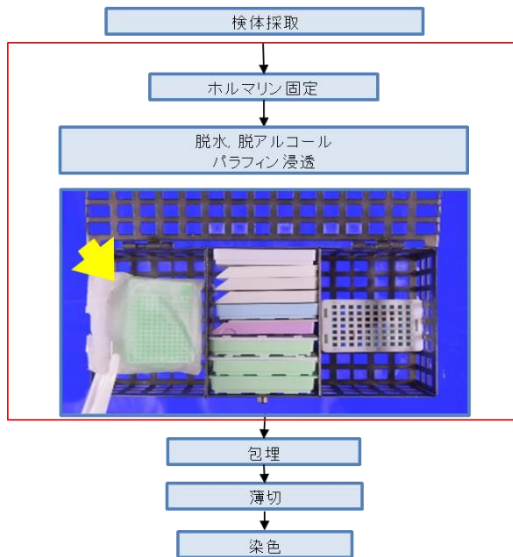 検体採取
ホルマリン固定
脱水, 脱アルコール
パラフィン浸透
包埋
薄切
染色